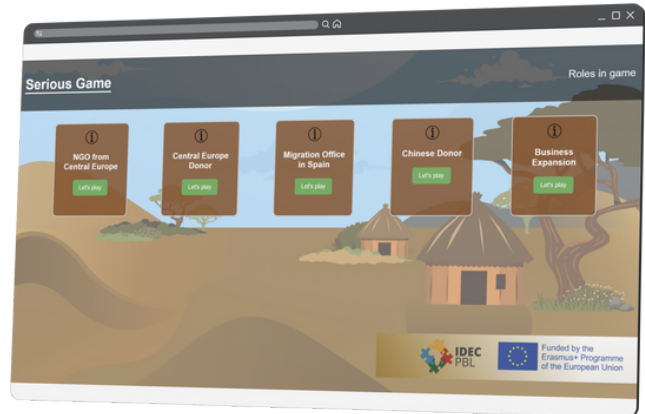 Serious Game
Roles in game
NGO from
Central Europe
Let's play
Central Europe
Donor
Let's play
Migration Office
in Spain
Let's play
Chinese Donor
Let's play
Business
Expansion
Let's play
IDEC
PBL
Funded by the
Erasmus+ Programme
of the European Union